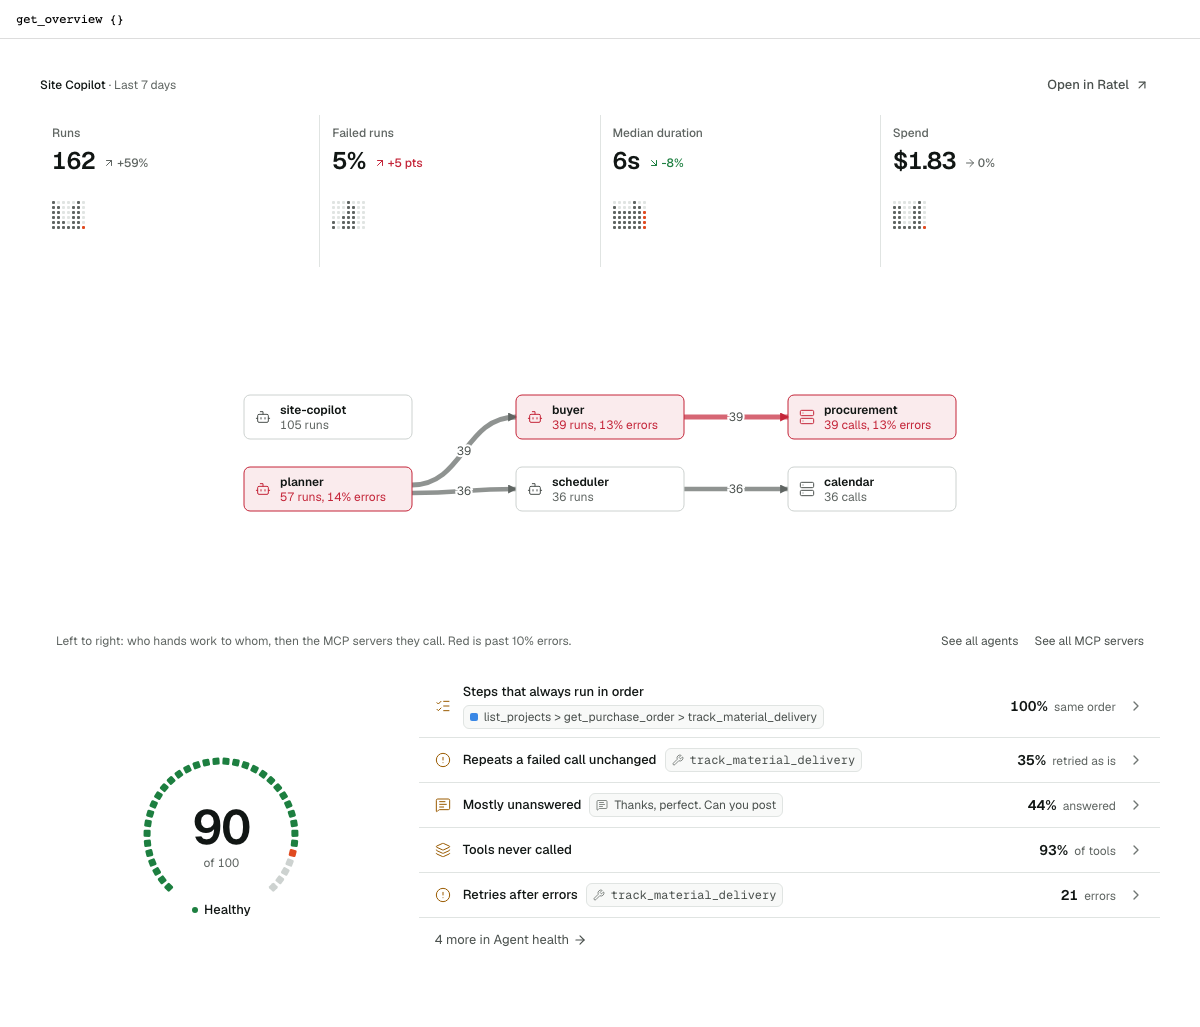 get_overview {}
Site Copilot · Last 7 days
Open in Ratel
Runs
162 +59%
Failed runs
5% +5 pts
Median duration
6s -8%
Spend
$1.83 0%
site-copilot
105 runs
planner
57 runs, 14% errors
39
36
buyer
39 runs, 13% errors
scheduler
36 runs
39
36
procurement
39 calls, 13% errors
calendar
36 calls
Left to right: who hands work to whom, then the MCP servers they call. Red is past 10% errors.
See all agents
See all MCP servers
90
of 100
Healthy
Steps that always run in order
list_projects > get_purchase_order > track_material_delivery
100% same order
Repeats a failed call unchanged track_material_delivery 35% retried as is
Mostly unanswered Thanks, perfect. Can you post 44% answered
Tools never called 93% of tools
Retries after errors track_material_delivery 21 errors
4 more in Agent health